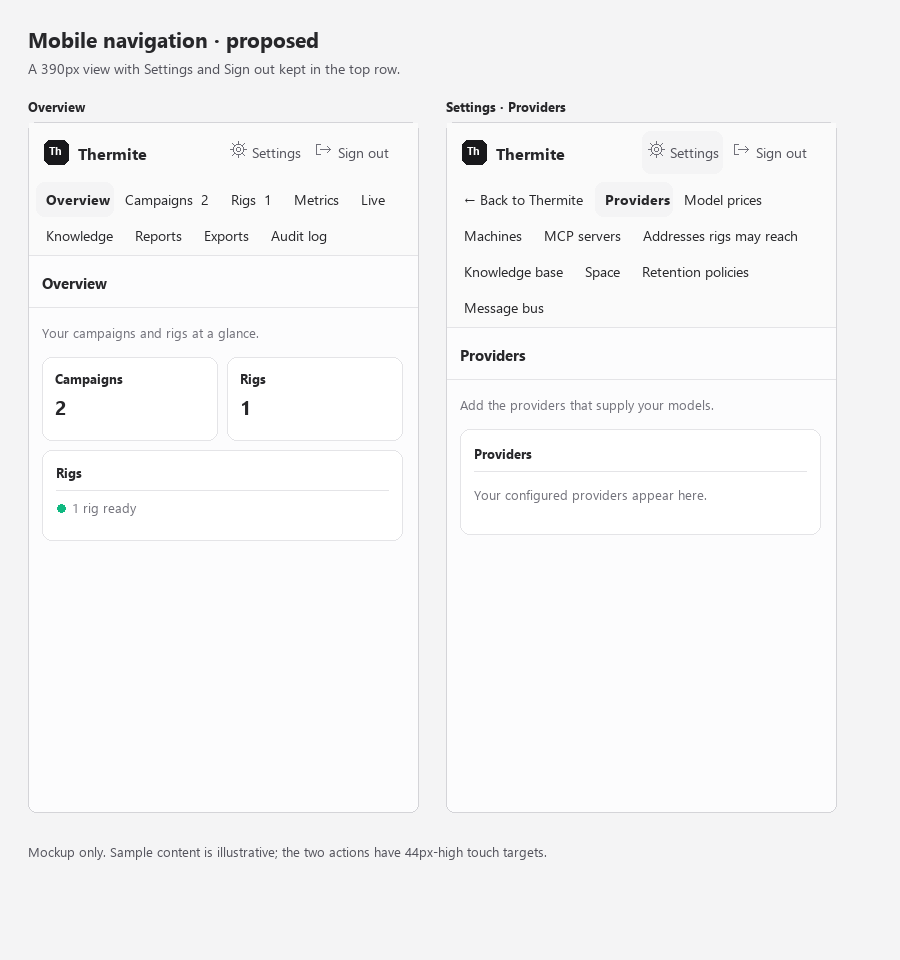 Mobile navigation · proposed
A 390px view with Settings and Sign out kept in the top row.
Overview
Th Thermite Settings Sign out
Overview Campaigns 2 Rigs 1 Metrics Live
Knowledge Reports Exports Audit log
Overview
Your campaigns and rigs at a glance.
Campaigns
2
Rigs
1
Rigs
1 rig ready
Settings · Providers
Th Thermite Settings Sign out
← Back to Thermite Providers Model prices
Machines MCP servers Addresses rigs may reach
Knowledge base Space Retention policies
Message bus
Providers
Add the providers that supply your models.
Providers
Your configured providers appear here.
Mockup only. Sample content is illustrative; the two actions have 44px-high touch targets.